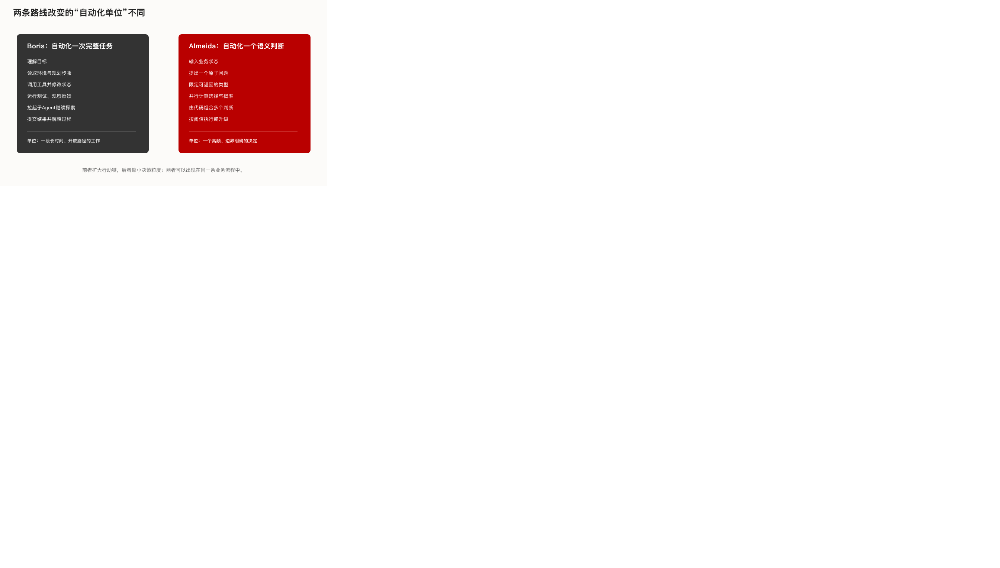 两条路线改变的“自动化单位”不同
Boris：自动化一次完整任务
理解目标
读取环境与规划步骤
调用工具并修改状态
运行测试、观察反馈
拉起子Agent继续探索
提交结果并解释过程
单位：一段长时间、开放路径的工作
Almeida：自动化一个语义判断
输入业务状态
提出一个原子问题
限定可返回的类型
并行计算选择与概率
由代码组合多个判断
按阈值执行或升级
单位：一个高频、边界明确的决定
前者扩大行动链，后者缩小决策粒度；两者可以出现在同一条业务流程中。